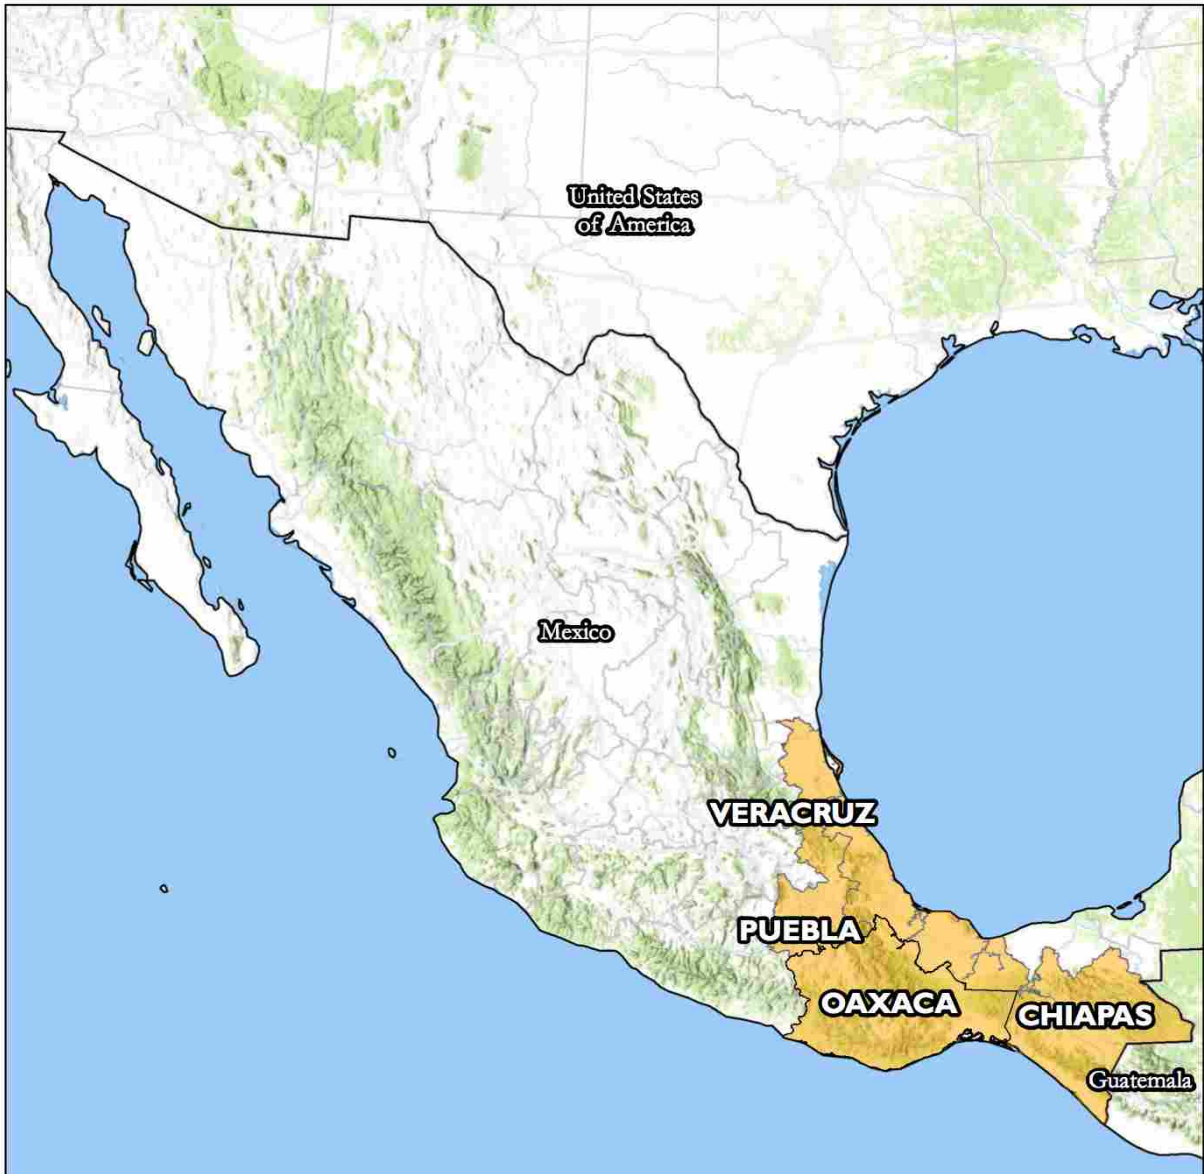 United States
of America
Mexico
VERACRUZ
PUEBLA
OAXACA
CHIAPAS
Guatemala